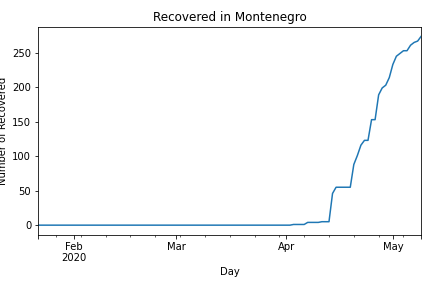 Recovered in Montenegro
Number of Recovered
250
200
150
100
50
0
Feb
2020
Mar
Apr
May
Day